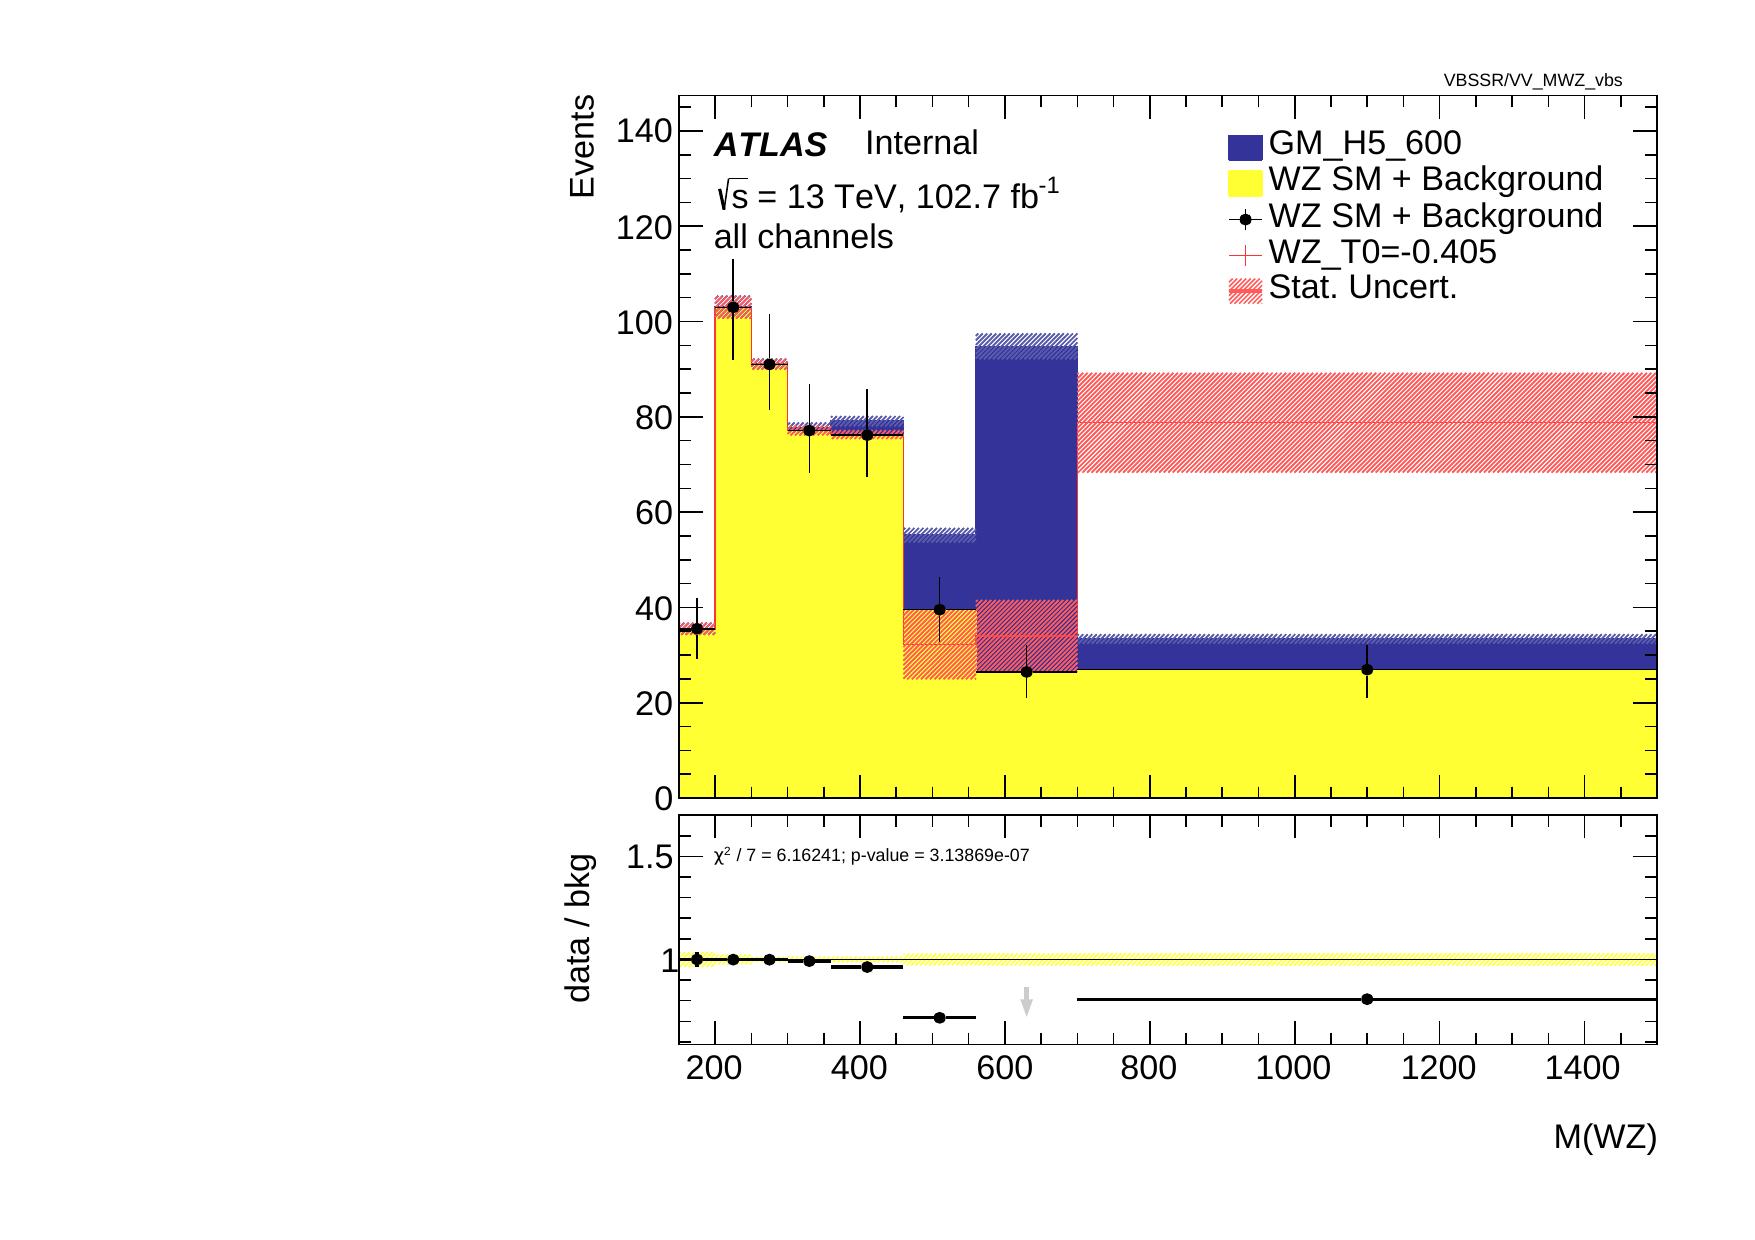 VBSSR/VV_MWZ_vbs
Events
140
120
100
80
60
40
20
0
ATLAS Internal
√s = 13 TeV, 102.7 fb-1
all channels
GM_H5_600
WZ SM + Background
WZ SM + Background
WZ_T0=-0.405
Stat. Uncert.
data / bkg
1.5
1
χ2 / 7 = 6.16241; p-value = 3.13869e-07
200 400 600 800 1000 1200 1400
M(WZ)